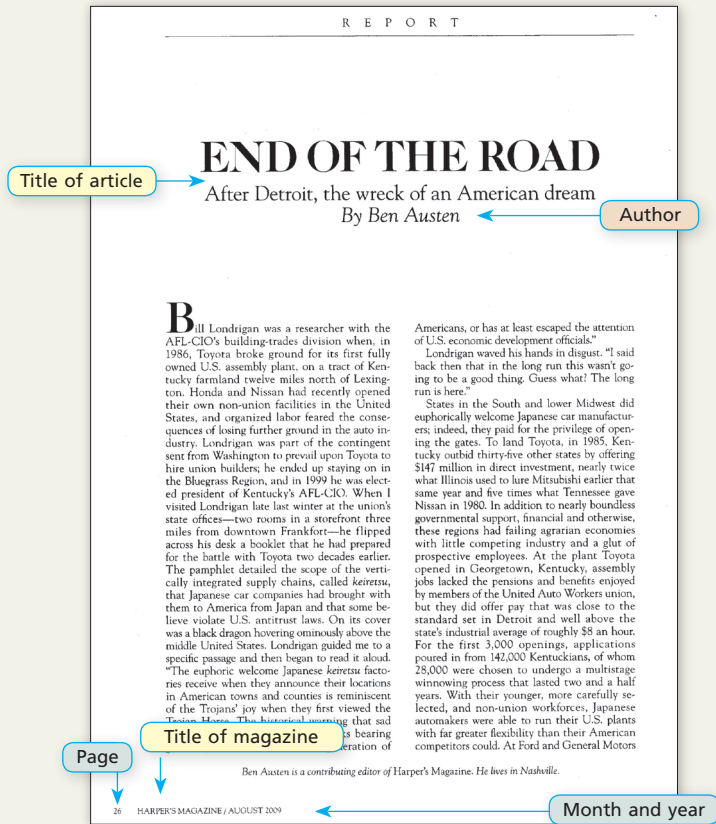 REPORT
END OF THE ROAD
Title of article
After Detroit, the wreck of an American dream
By Ben Austen
Author
Bill Londrigan was a researcher with the
AFL-CIO's building-trades division when, in
1986, Toyota broke ground for its first fully
owned U.S. assembly plant, on a tract of Ken-
tucky farmland twelve miles north of Lexing-
ton. Honda and Nissan had recently opened
their own non-union facilities in the United
States, and organized labor feared the conse-
quences of losing further ground in the auto in-
dustry. Londrigan was part of the contingent
sent from Washington to prevail upon Toyota to
hire union builders; he ended up staying on in
the Bluegrass Region, and in 1999 he was elect-
ed president of Kentucky's AFL-CIO. When I
visited Londrigan late last winter at the union's
state offices—two rooms in a storefront three
miles from downtown Frankfort—he flipped
across his desk a booklet that he had prepared
for the battle with Toyota two decades earlier.
The pamphlet detailed the scope of the verti-
cally integrated supply chains, called keiretsu,
that Japanese car companies had brought with
them to America from Japan and that some be-
lieve violate U.S. antitrust laws. On its cover
was a black dragon hovering ominously above the
middle United States. Londrigan guided me to a
specific passage and then began to read it aloud.
"The euphoric welcome Japanese keiretsu facto-
ries receive when they announce their locations
in American towns and counties is reminiscent
of the Trojans' joy when they first viewed the
Trojan Horse. The historical warning that sad
ks bearing
eration of
Americans, or has at least escaped the attention
of U.S. economic development officials."
Londrigan waved his hands in disgust. "I said
back then that in the long run this wasn't go-
ing to be a good thing. Guess what? The long
run is here."
States in the South and lower Midwest did
euphorically welcome Japanese car manufactur-
ers; indeed, they paid for the privilege of open-
ing the gates. To land Toyota, in 1985, Ken-
tucky outbid thirty-five other states by offering
$147 million in direct investment, nearly twice
what Illinois used to lure Mitsubishi earlier that
same year and five times what Tennessee gave
Nissan in 1980. In addition to nearly boundless
governmental support, financial and otherwise,
these regions had failing agrarian economies
with little competing industry and a glut of
prospective employees. At the plant Toyota
opened in Georgetown, Kentucky, assembly
jobs lacked the pensions and benefits enjoyed
by members of the United Auto Workers union,
but they did offer pay that was close to the
standard set in Detroit and well above the
state's industrial average of roughly $8 an hour.
For the first 3,000 openings, applications
poured in from 142,000 Kentuckians, of whom
28,000 were chosen to undergo a multistage
winnowing process that lasted two and a half
years. With their younger, more carefully se-
lected, and non-union workforces, Japanese
automakers were able to run their U.S. plants
with far greater flexibility than their American
competitors could. At Ford and General Motors
Title of magazine
Page
Ben Austen is a contributing editor of Harper's Magazine. He lives in Nashville.
26 HARPER'S MAGAZINE / AUGUST 2009
Month and year